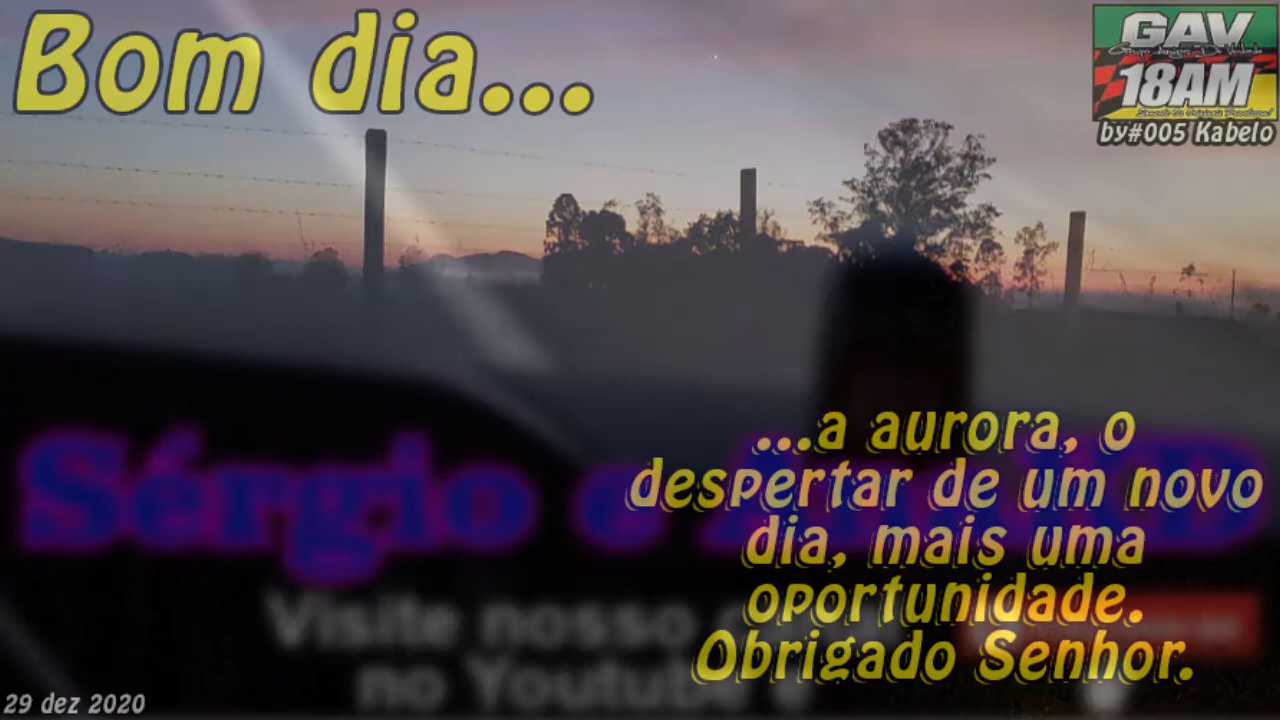 Bom dia...
GAV
18AM
by#005 Kabelo
...a aurora, o
despertar de um novo
dia, mais uma
oportunidade.
Obrigado Senhor.
Sérgio e
Visite nosso
no Youtube
29 dez 2020